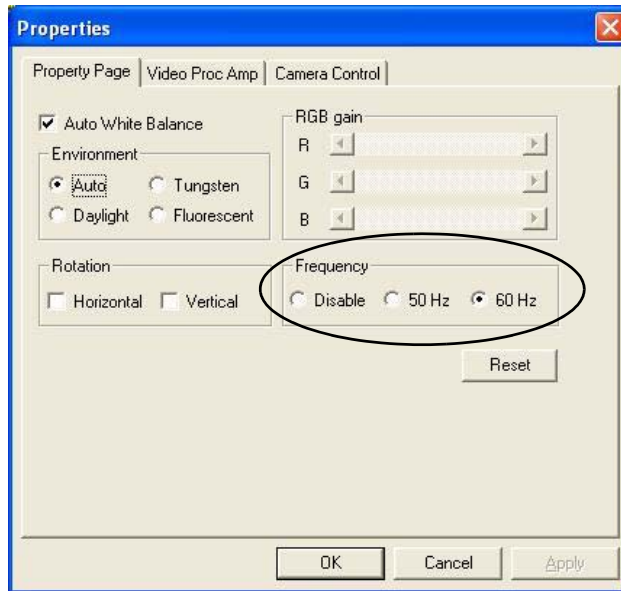 Properties
Property Page Video Proc Amp Camera Control
Auto White Balance
Environment
Auto Tungsten
Daylight Fluorescent
RGB gain
R
G
B
Rotation
Horizontal Vertical
Frequency
Disable 50 Hz 60 Hz
Reset
OK Cancel Apply